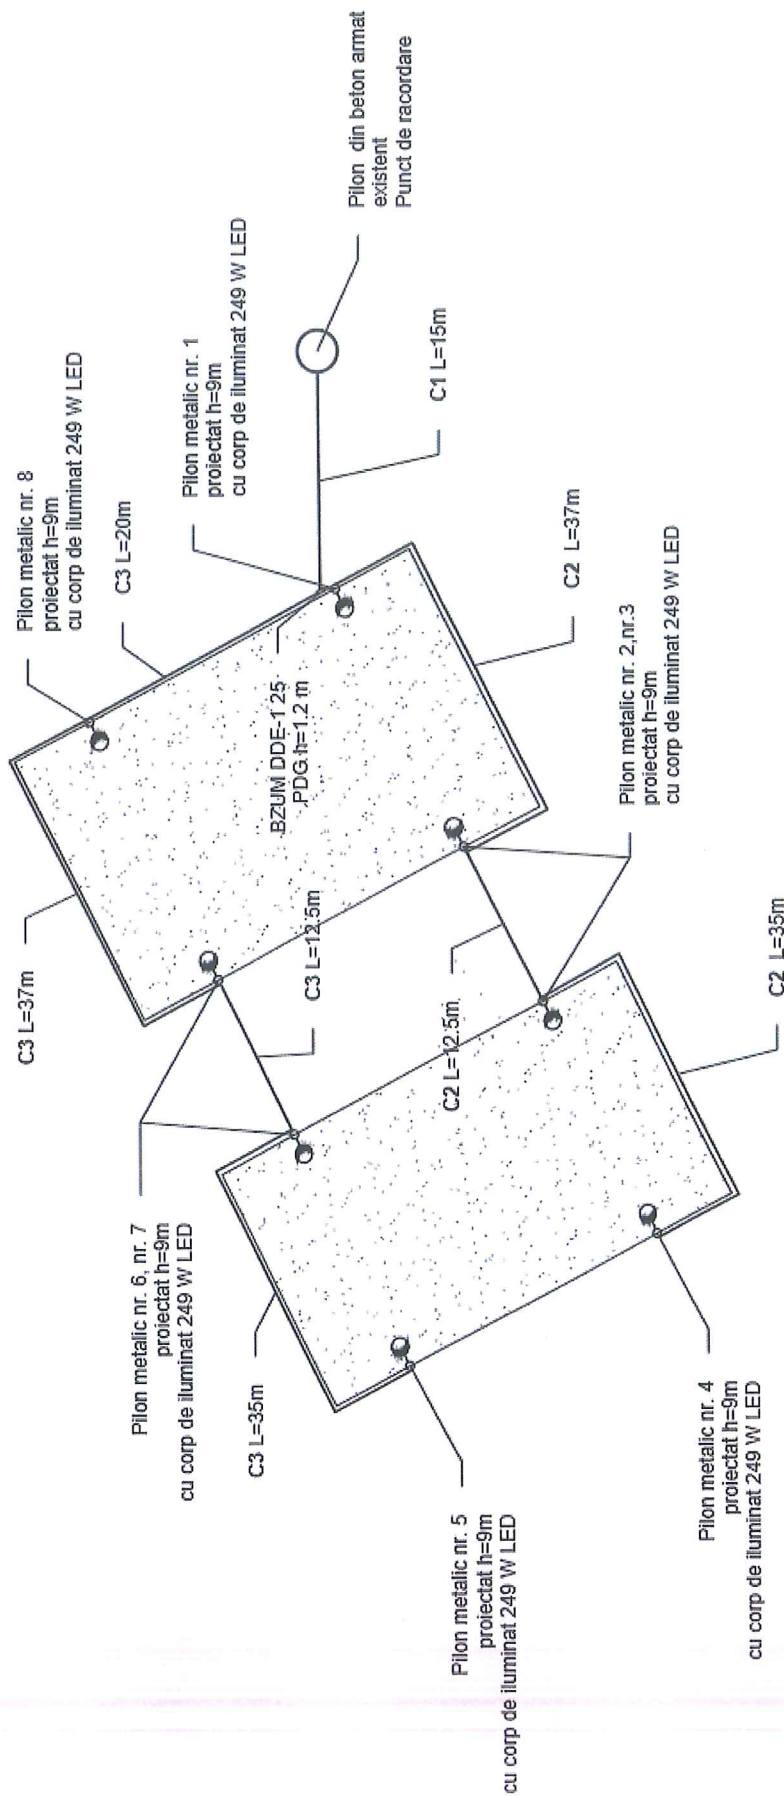 Pilon metalic nr. 8
proiectat h=9m
cu corp de iluminat 249 W LED
C3 L=20m
Pilon metalic nr. 1
proiectat h=9m
cu corp de iluminat 249 W LED
Pilon din beton armat
existent
Punct de racordare
C1 L=15m
C3 L=37m
BZUM DDE-1 25
PDG h=1.2 m
C2 L=37m
Pilon metalic nr. 2,nr.3
proiectat h=9m
cu corp de iluminat 249 W LED
C3 L=12.5m
C2 L=12.5m
C2 L=35m
Pilon metalic nr. 6, nr. 7
proiectat h=9m
cu corp de iluminat 249 W LED
C3 L=35m
Pilon metalic nr. 5
proiectat h=9m
cu corp de iluminat 249 W LED
Pilon metalic nr. 4
proiectat h=9m
cu corp de iluminat 249 W LED